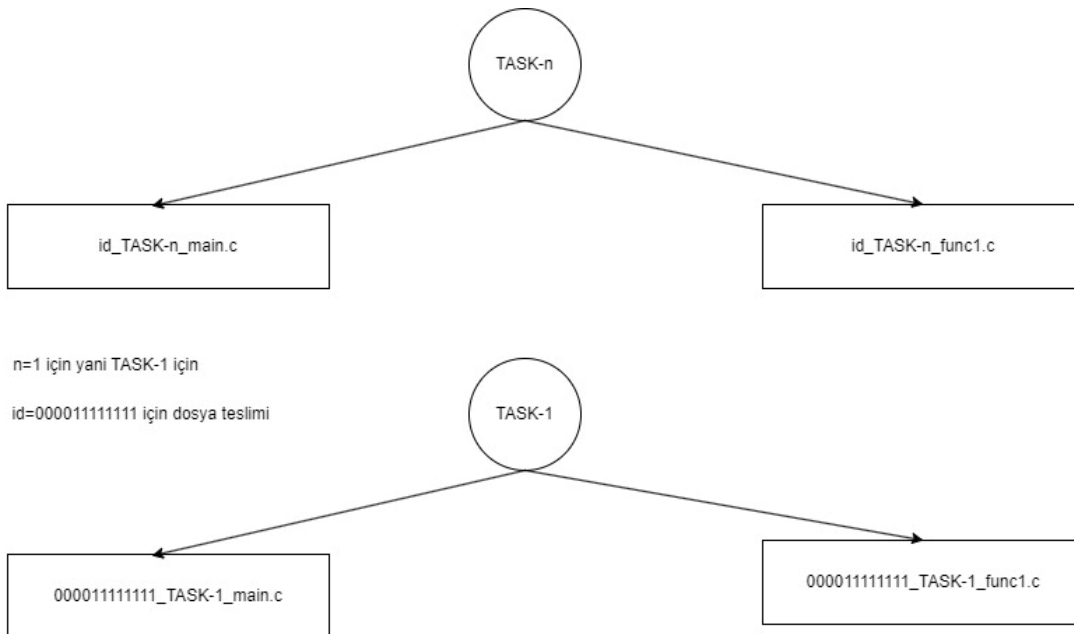 TASK-n
id_TASK-n_main.c
id_TASK-n_func1.c
n=1 için yani TASK-1 için
id=000011111111 için dosya teslimi
TASK-1
000011111111_TASK-1_main.c
000011111111_TASK-1_func1.c